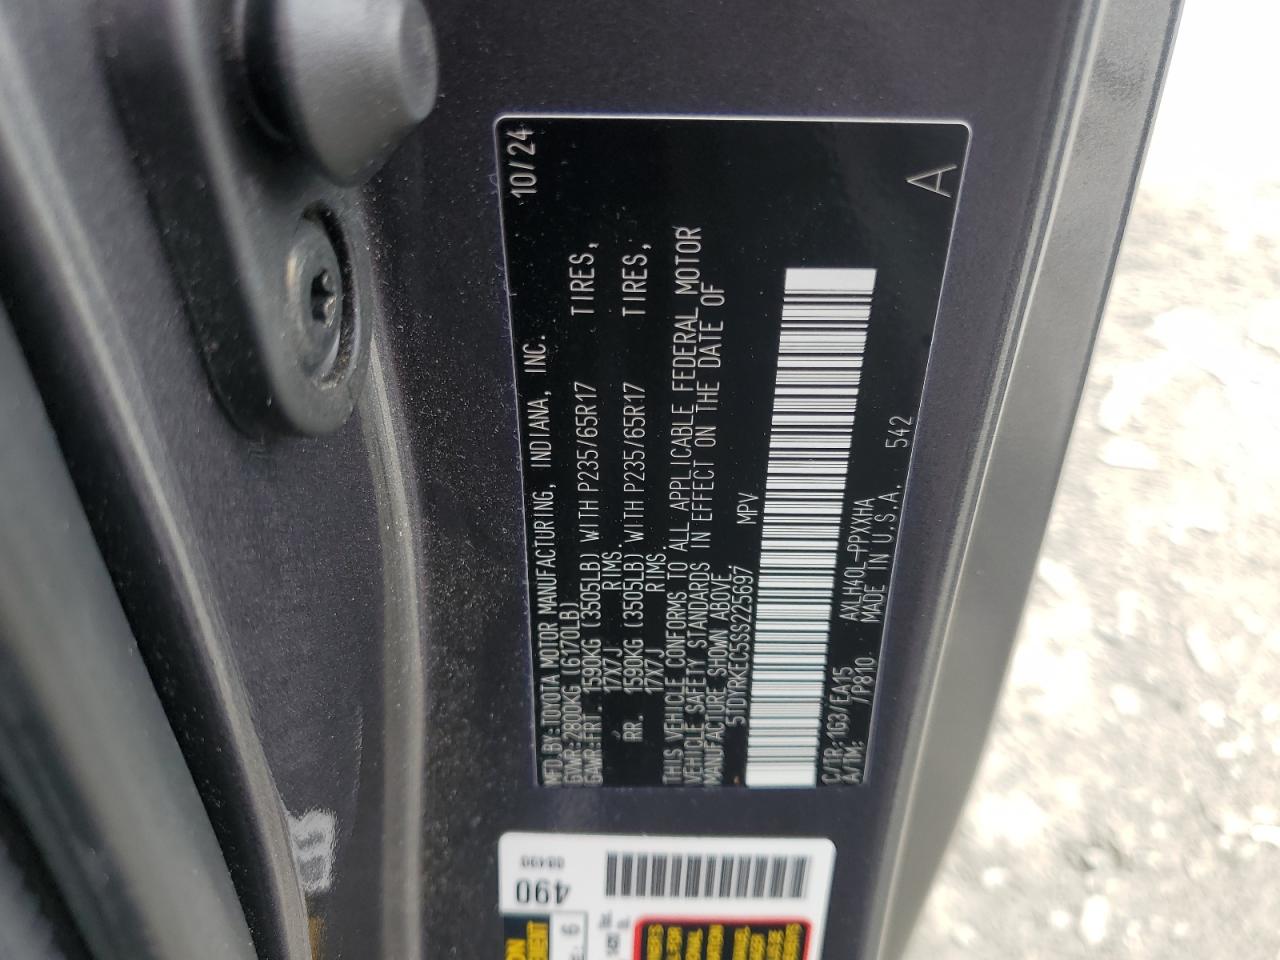 MFD.BY:TOYOTA MOTOR MANUFACTURING, INDIANA, INC. 10/24
GVWR:2800KG (6170LB)
GAWR:FRT. 1590KG (3505LB) WITH P235/65R17 TIRES,
17X7J RIMS.
RR. 1590KG (3505LB) WITH P235/65R17 TIRES,
17X7J RIMS.
THIS VEHICLE CONFORMS TO ALL APPLICABLE FEDERAL MOTOR
VEHICLE SAFETY STANDARDS IN EFFECT ON THE DATE OF
MANUFACTURE SHOWN ABOVE.
5TDYRKEC5SS225697 MPV
C/TR: 1G3/EA15 AXLH40L-PPXXHA
A/TM: /P810 MADE IN U.S.A. 542
A
490
6